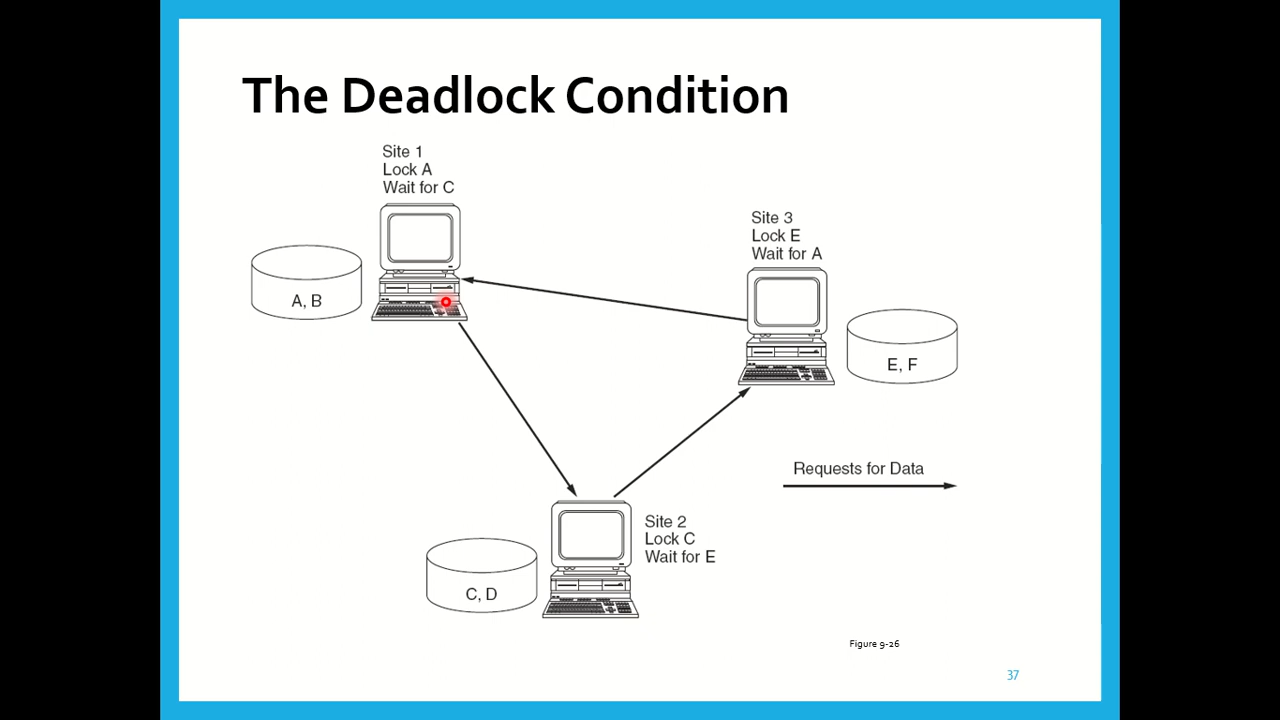 The Deadlock Condition
Site 1
Lock A
Wait for C
A, B
Site 3
Lock E
Wait for A
E, F
Requests for Data
Site 2
Lock C
Wait for E
C, D
Figure 9-26
37